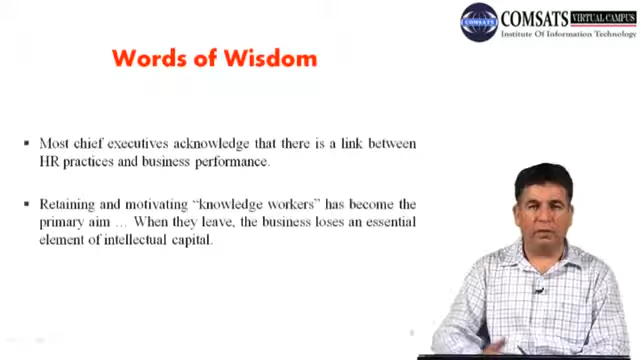 COMSATS VIRTUAL CAMPUS
Institute Of Information Technology
Words of Wisdom
Most chief executives acknowledge that there is a link between
HR practices and business performance.
Retaining and motivating “knowledge workers” has become the
primary aim … When they leave, the business loses an essential
element of intellectual capital.